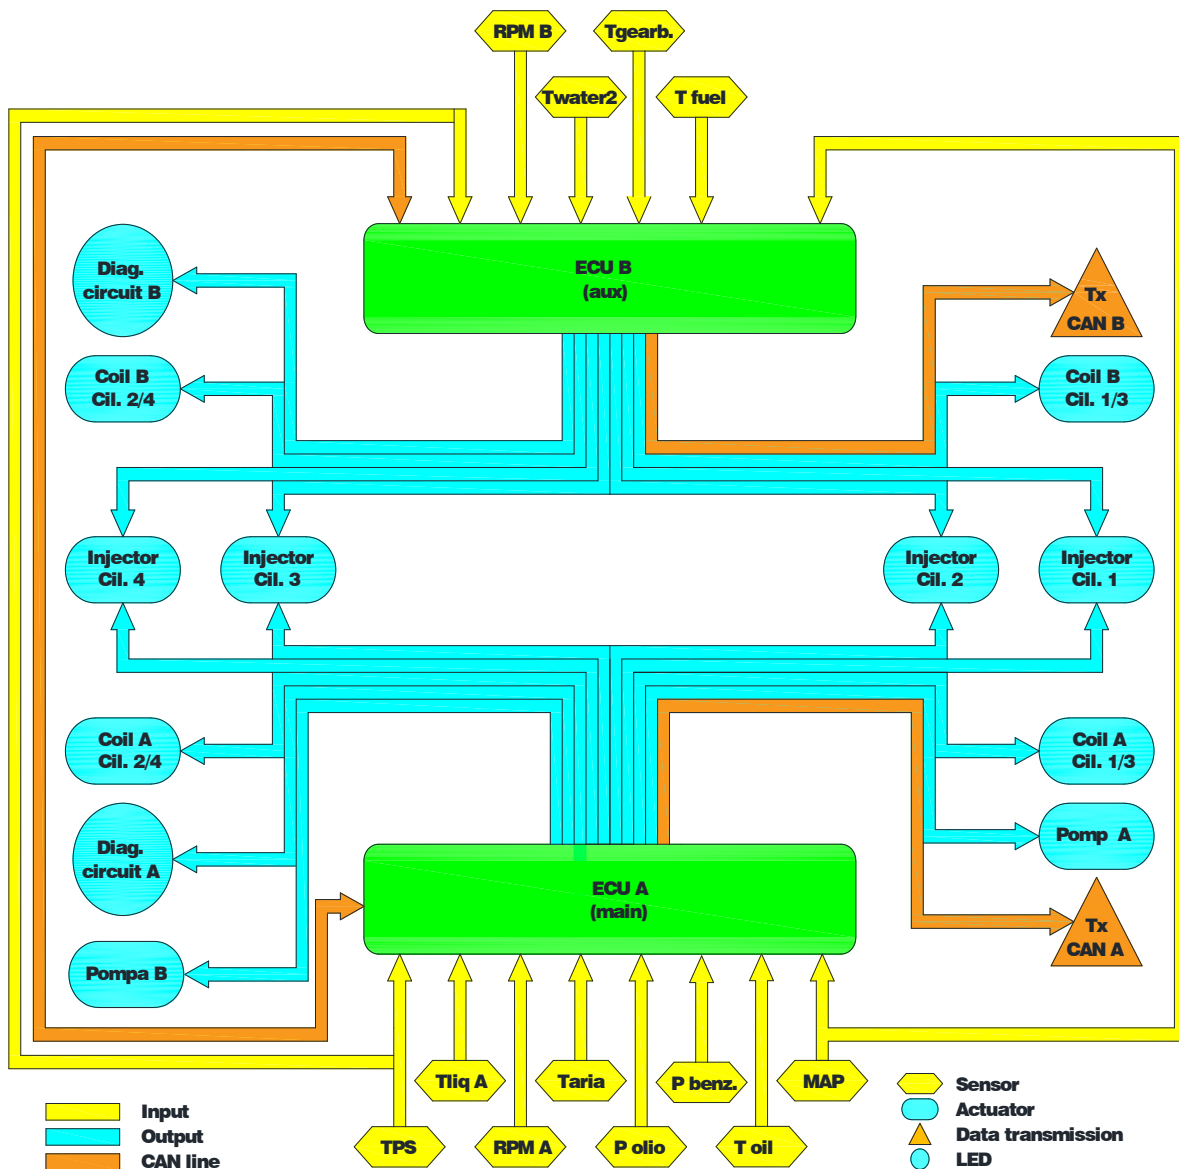 RPM B
Tgearb.
Twater2
T fuel
ECU B
(aux)
Diag.
circuit B
Tx
CAN B
Coil B
Cil. 2/4
Coil B
Cil. 1/3
Injector
Cil. 4
Injector
Cil. 3
Injector
Cil. 2
Injector
Cil. 1
Coil A
Cil. 2/4
Coil A
Cil. 1/3
Diag.
circuit A
Pomp A
ECU A
(main)
Tx
CAN A
Pompa B
Tliq A
Taria
P benz.
MAP
TPS
RPM A
P olio
T oil
Input
Output
CAN line
Sensor
Actuator
Data transmission
LED